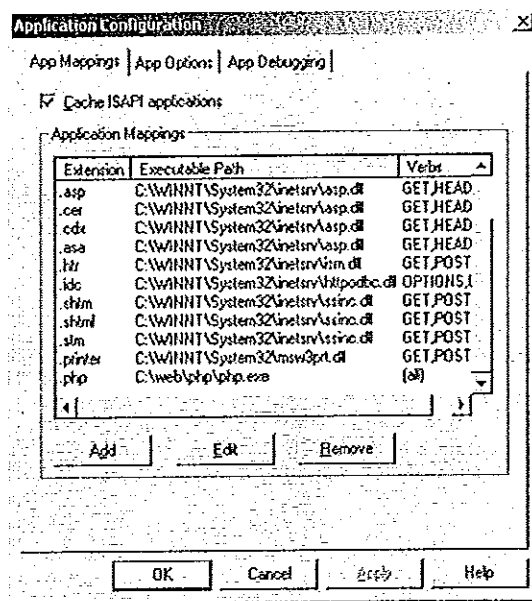 Application Configuration
App Mappings | App Options | App Debugging
Cache ISAPI applications
Application Mappings
Extension Executable Path Verbs
.asp C:\WINNT\System32\inetsrv\asp.dll GET,HEAD
.cer C:\WINNT\System32\inetsrv\asp.dll GET,HEAD
.cdx C:\WINNT\System32\inetsrv\asp.dll GET,HEAD
.asa C:\WINNT\System32\inetsrv\asp.dll GET,HEAD
.htr C:\WINNT\System32\inetsrv\ism.dll GET,POST
.idc C:\WINNT\System32\inetsrv\httpodbc.dll OPTIONS,
.shtm C:\WINNT\System32\inetsrv\ssinc.dll GET,POST
.shtml C:\WINNT\System32\inetsrv\ssinc.dll GET,POST
.stm C:\WINNT\System32\inetsrv\ssinc.dll GET,POST
.printer C:\WINNT\System32\msw3prt.dll GET,POST
.php C:\web\php\php.exe (all)
Add Edit Remove
OK Cancel Apply Help